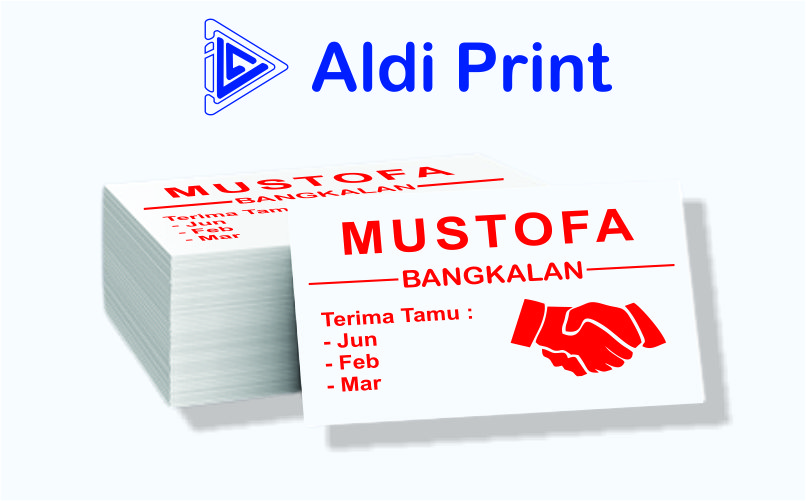 Aldi Print
MUSTOFA
BANGKALAN
Terima Tamu
- Jun
- Feb
- Mar
MUSTOFA
BANGKALAN
Terima Tamu :
- Jun
- Feb
- Mar